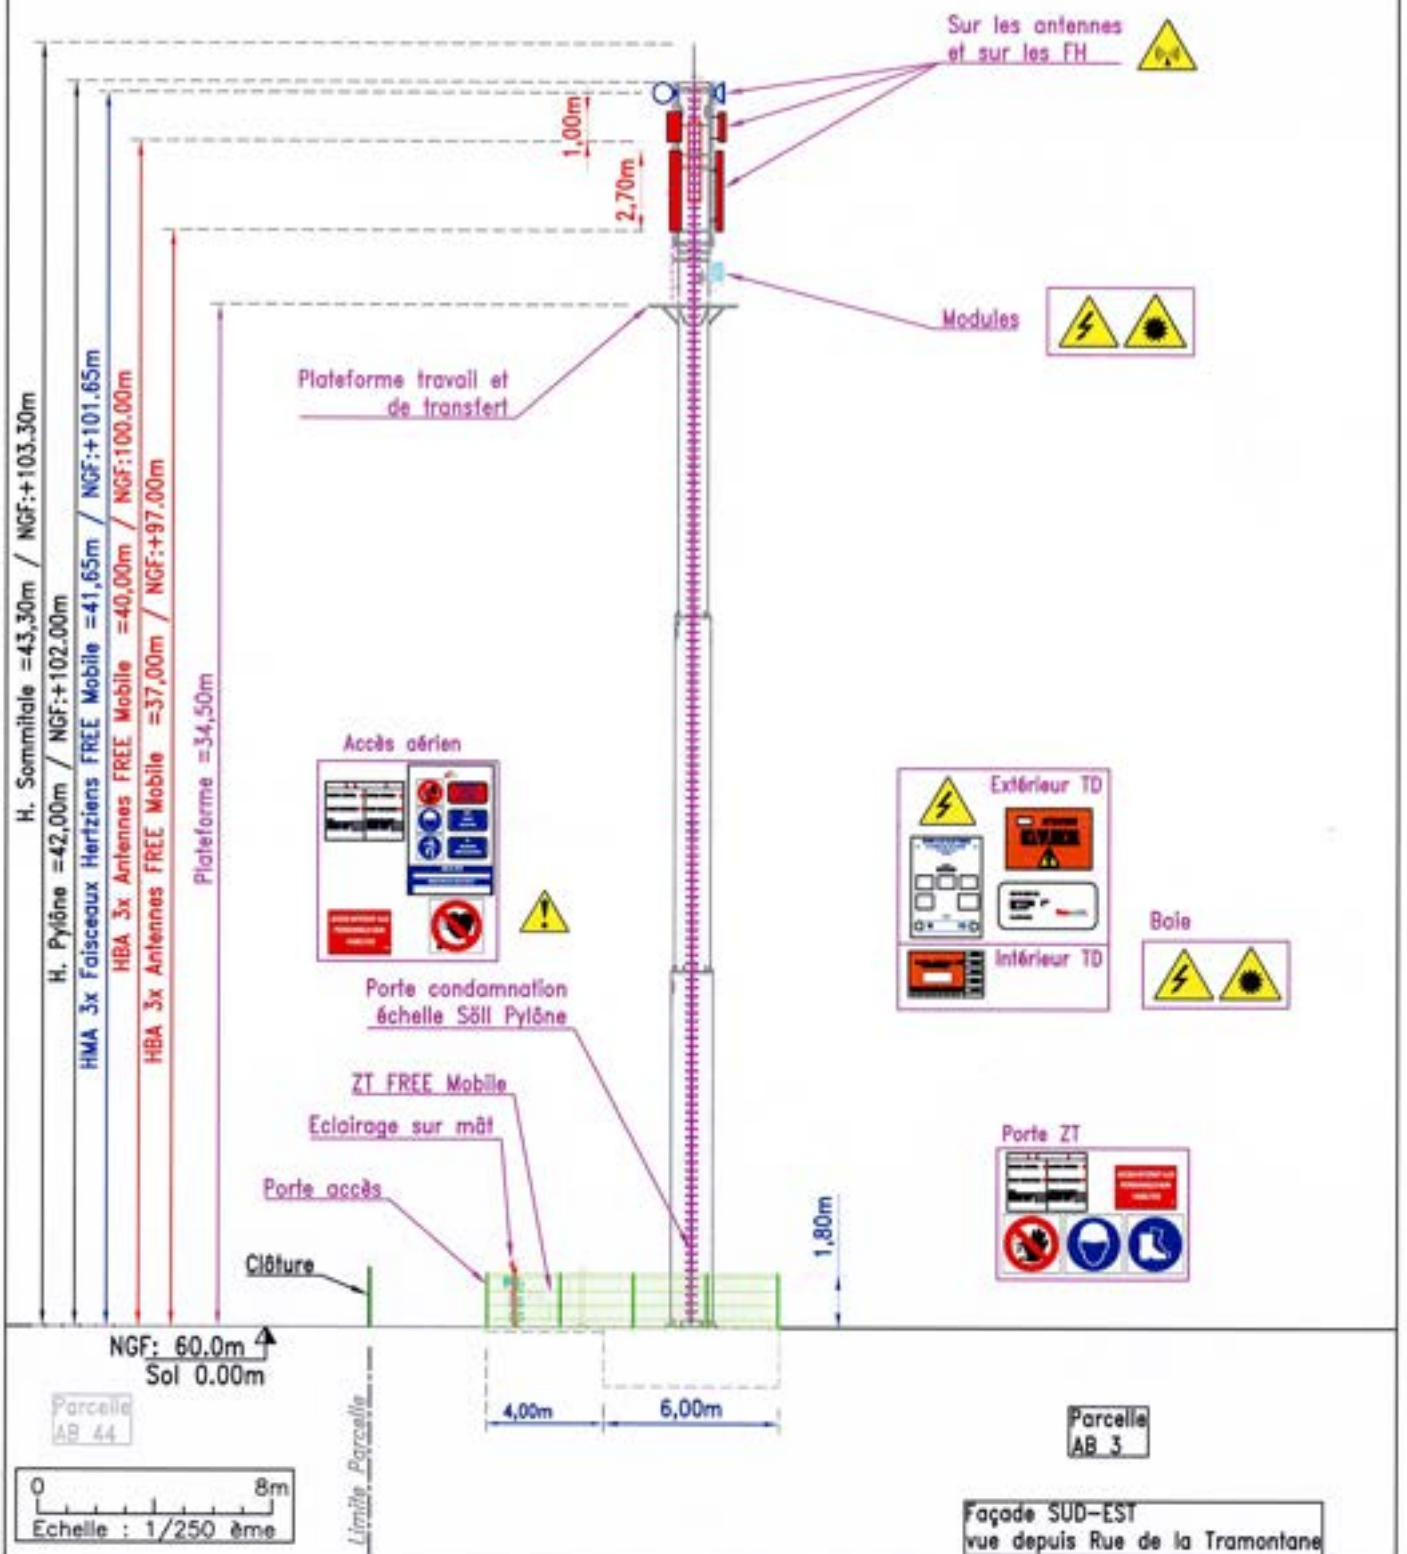 Sur les antennes
et sur les FH
1,00m
2,70m
Modules
Plateforme travail et
de transfert
H. Sommitale =43,30m / NGF:+103.30m
H. Pylône =42,00m / NGF:+102.00m
HMA 3x Faisceaux Hertziens FREE Mobile =41,65m / NGF:+101.65m
HBA 3x Antennes FREE Mobile =40,00m / NGF:100.00m
HBA 3x Antennes FREE Mobile =37,00m / NGF:+97.00m
Plateforme =34,50m
Accès aérien
Extérieur TD
Intérieur TD
Baie
Porte condamnation
échelle Söll Pylône
ZT FREE Mobile
Eclairage sur mât
Porte accès
Clôture
Porte ZT
1,80m
NGF: 60.0m
Sol 0.00m
4,00m
6,00m
Parcelle
AB 44
Limite Parcelle
Parcelle
AB 3
0 8m
Echelle : 1/250 ème
Façade SUD-EST
vue depuis Rue de la Tramontane